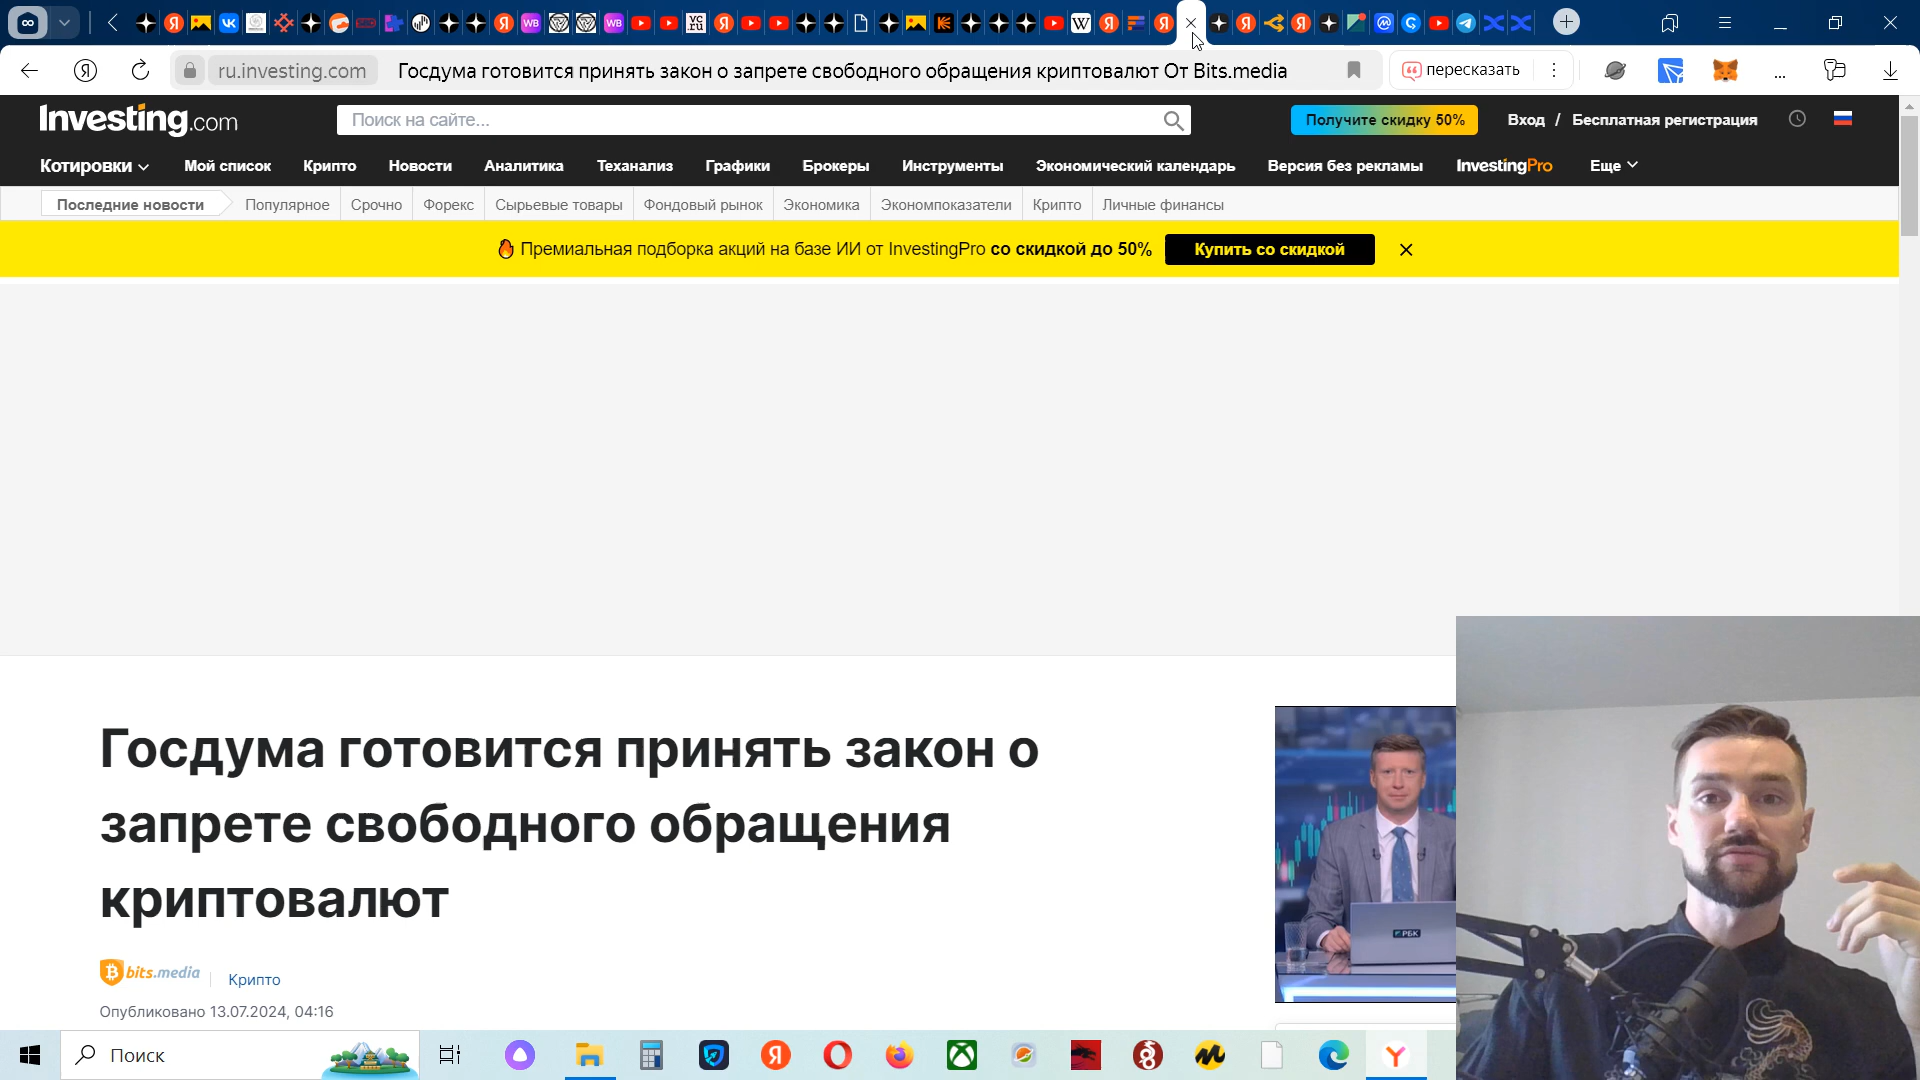 ru.investing.com Госдума готовится принять закон о запрете свободного обращения криптовалют От Bits.media пересказать
Investing.com Поиск на сайте... Получите скидку 50% Вход / Бесплатная регистрация
Котировки Мой список Крипто Новости Аналитика Теханализ Графики Брокеры Инструменты Экономический календарь Версия без рекламы InvestingPro Еще
Последние новости Популярное Срочно Форекс Сырьевые товары Фондовый рынок Экономика Экономпоказатели Крипто Личные финансы
Премиальная подборка акций на базе ИИ от InvestingPro со скидкой до 50% Купить со скидкой
Госдума готовится принять закон о
запрете свободного обращения
криптовалют
bits.media Крипто
Опубликовано 13.07.2024, 04:16
РБК
Поиск